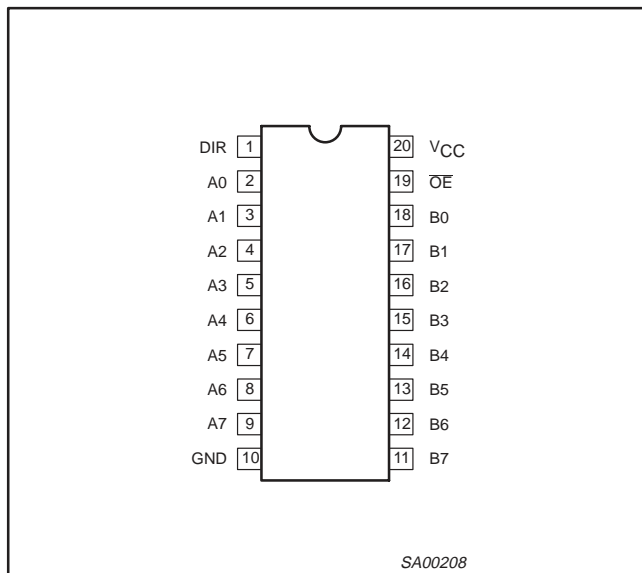 DIR 1 20 VCC
A0 2 19 OE
A1 3 18 B0
A2 4 17 B1
A3 5 16 B2
A4 6 15 B3
A5 7 14 B4
A6 8 13 B5
A7 9 12 B6
GND 10 11 B7
SA00208